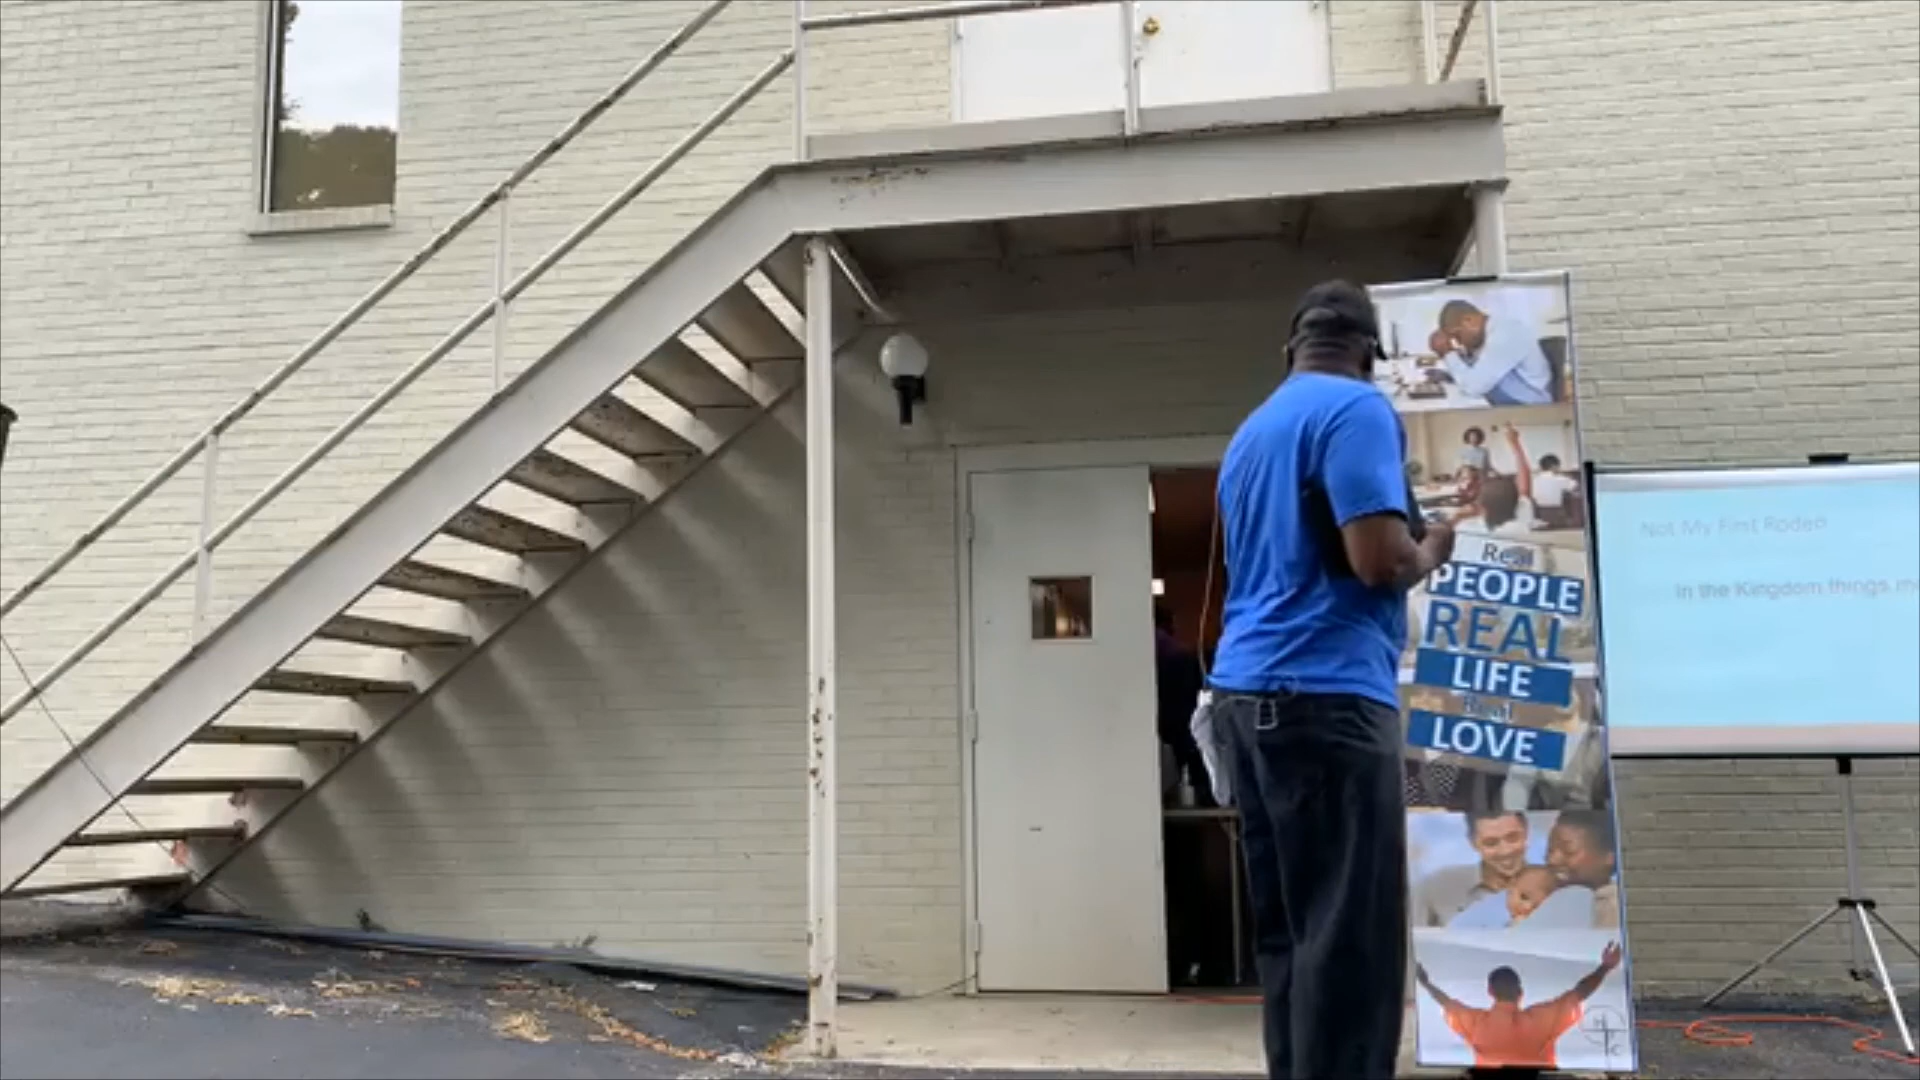 Real
PEOPLE
REAL
LIFE
Real
LOVE
Not My First Rodeo
In the Kingdom things